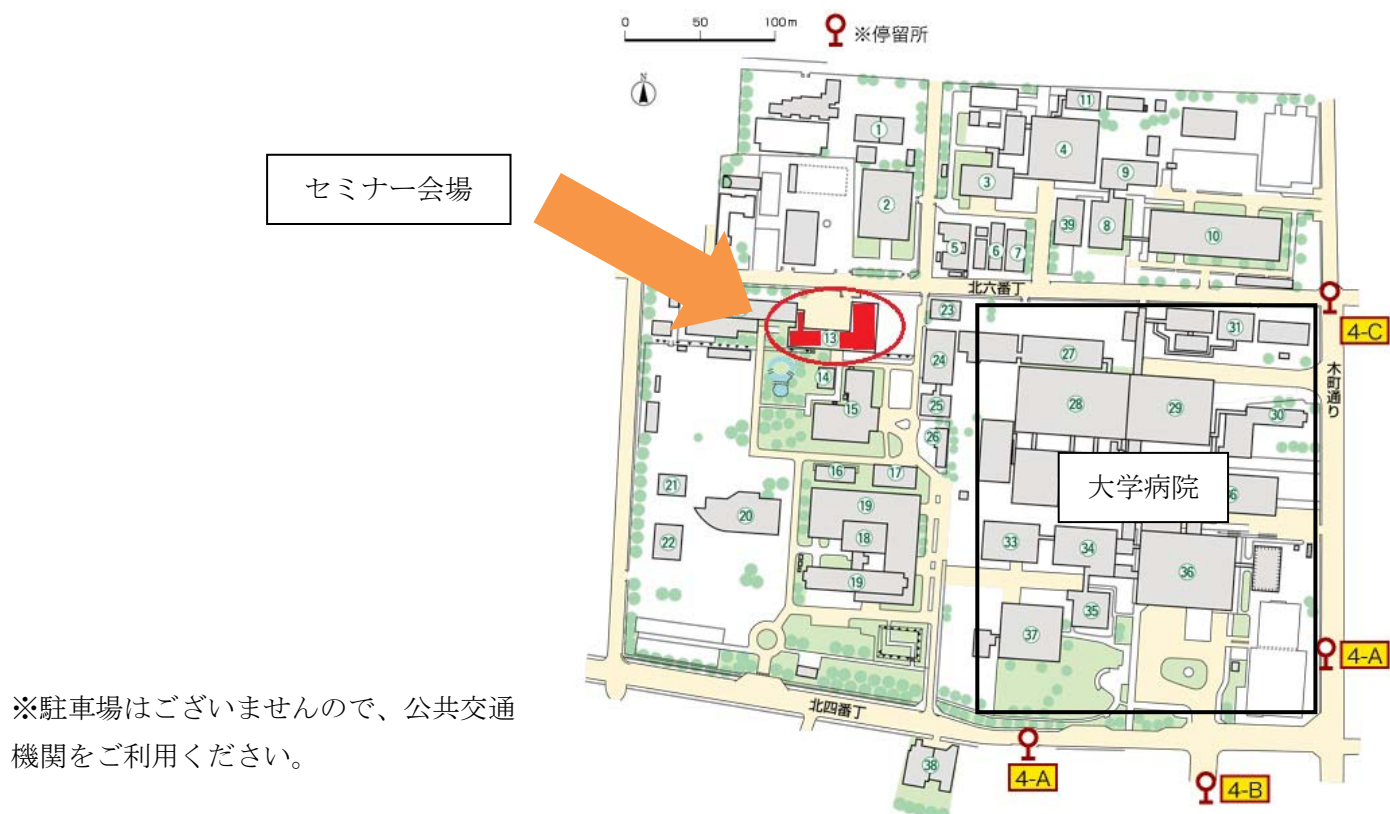 0 50 100m
※停留所
N
セミナー会場
⑪
①
④
⑨
③
②
㊴
⑧
⑩
⑤
⑥
⑦
北六番丁
㉓
⑬
㉛
4-C
㉔
㉗
木町通り
⑭
⑮
㉕
㉘
㉙
㉚
㉖
⑯
⑰
大学病院
㉑
⑲
⑳
⑱
㉒
㉝
㉞
㊱
⑲
㉟
㊲
4-A
※駐車場はございませんので、公共交通
機関をご利用ください。
北四番丁
㊳
4-A
4-B